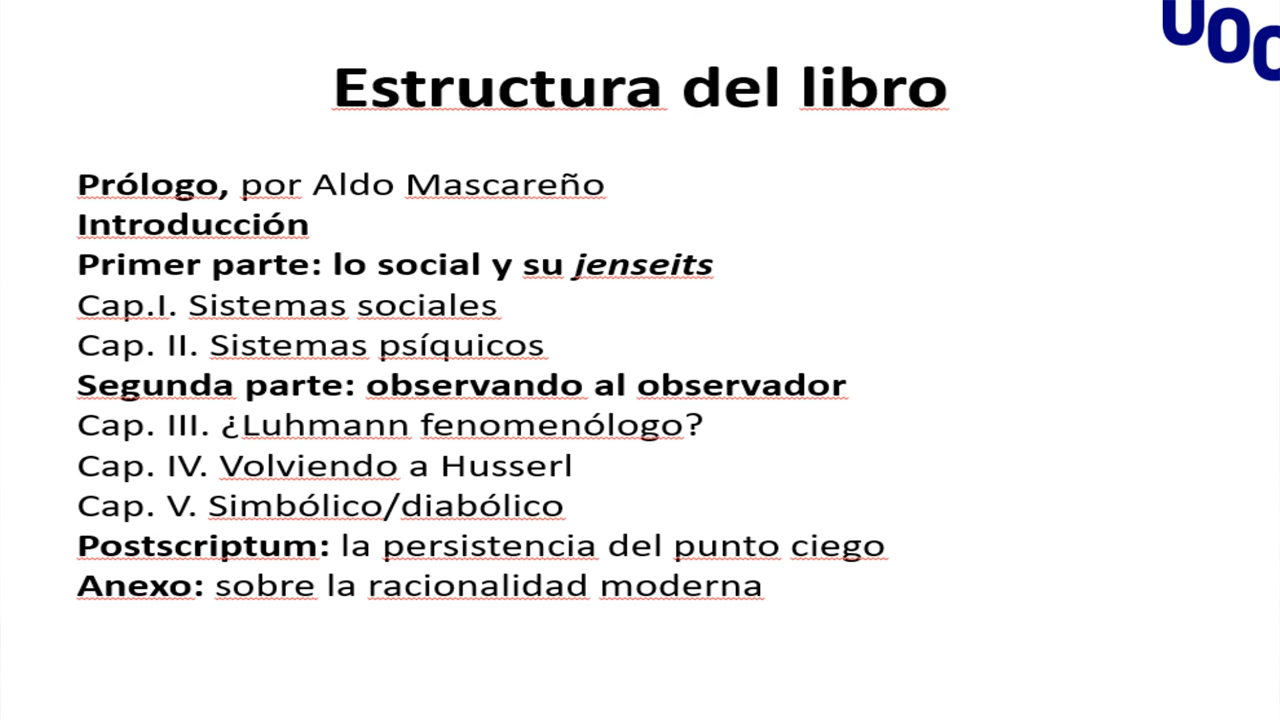 UOC
Estructura del libro
Prólogo, por Aldo Mascareño
Introducción
Primer parte: lo social y su jenseits
Cap.I. Sistemas sociales
Cap. II. Sistemas psíquicos
Segunda parte: observando al observador
Cap. III. ¿Luhmann fenomenólogo?
Cap. IV. Volviendo a Husserl
Cap. V. Simbólico/diabólico
Postscriptum: la persistencia del punto ciego
Anexo: sobre la racionalidad moderna